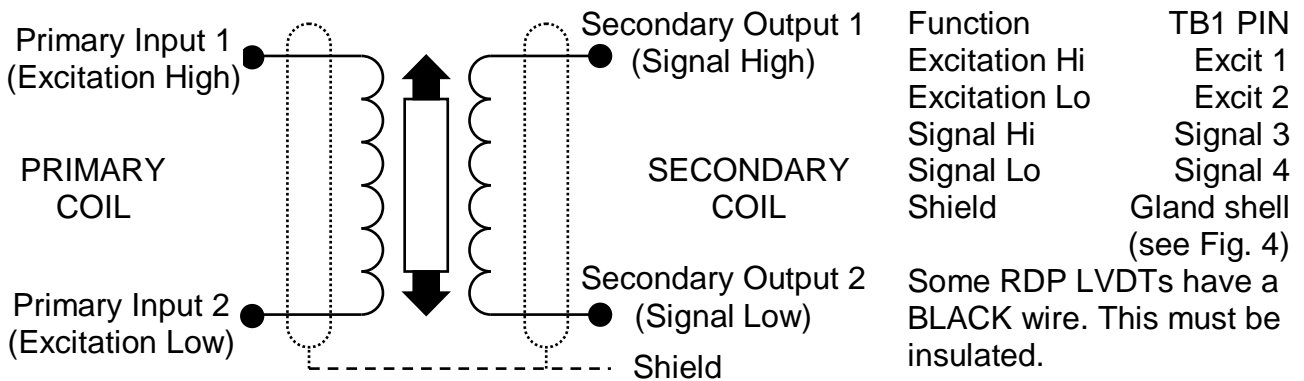 Primary Input 1
(Excitation High)
PRIMARY
COIL
Primary Input 2
(Excitation Low)
Secondary Output 1
(Signal High)
SECONDARY
COIL
Secondary Output 2
(Signal Low)
Shield
Function TB1 PIN
Excitation Hi Excit 1
Excitation Lo Excit 2
Signal Hi Signal 3
Signal Lo Signal 4
Shield Gland shell
(see Fig. 4)
Some RDP LVDTs have a
BLACK wire. This must be
insulated.